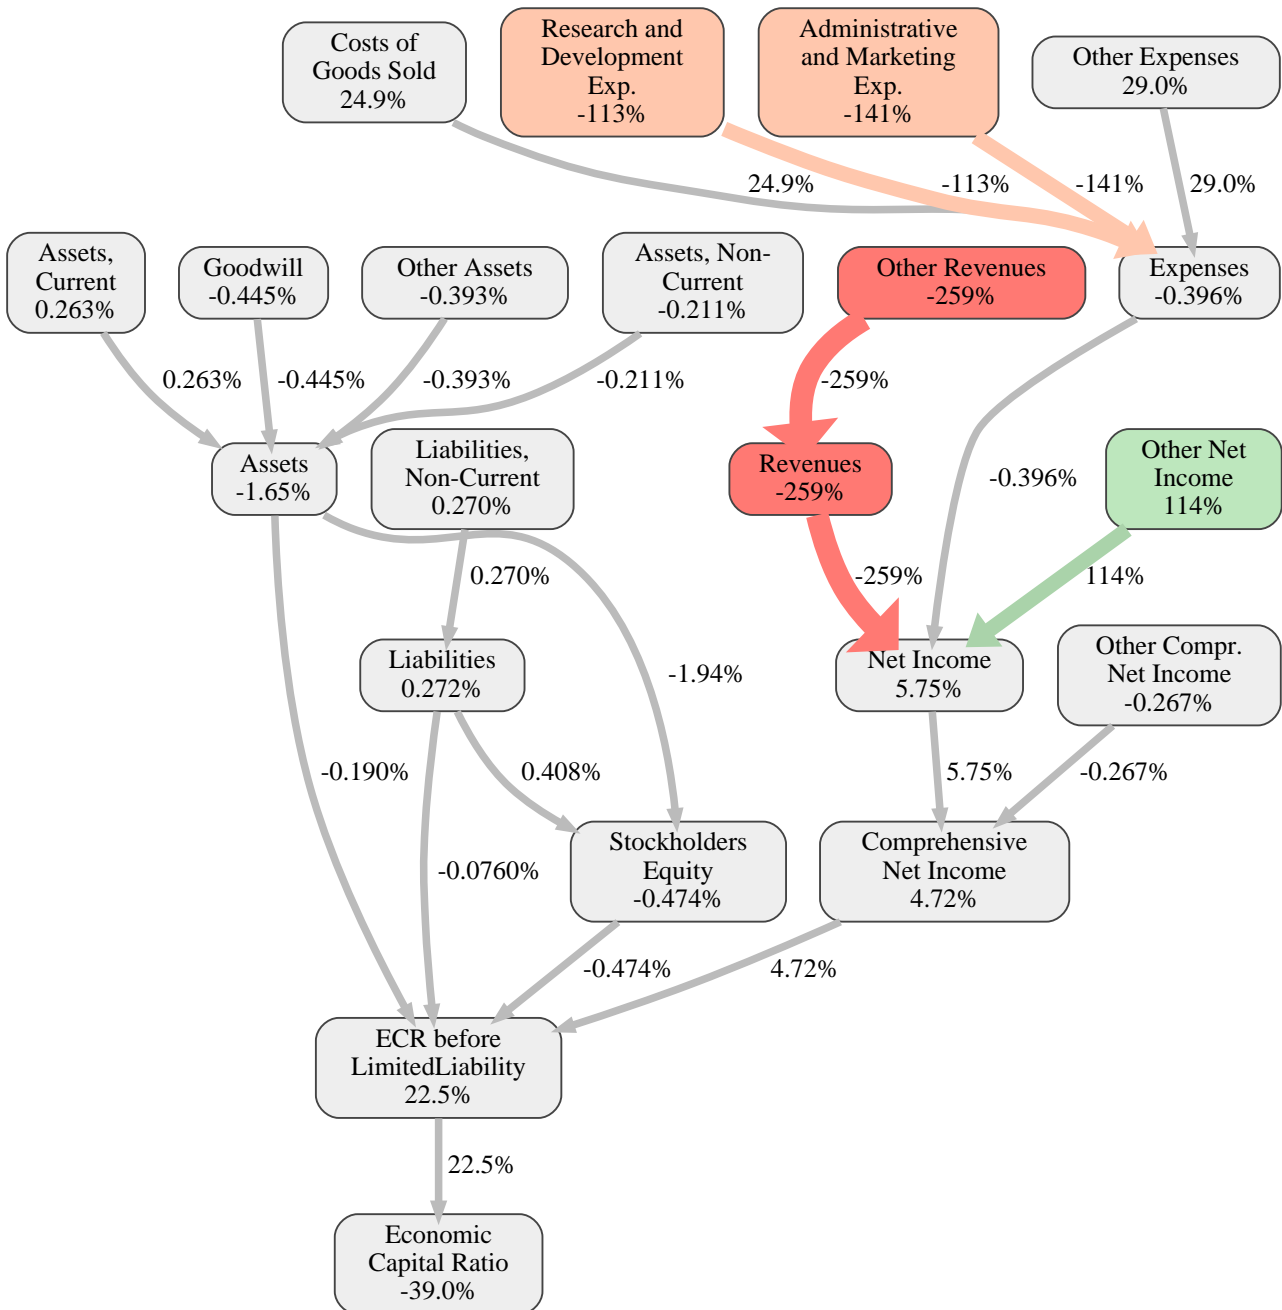 Costs of
Goods Sold
24.9%
Research and
Development
Exp.
-113%
Administrative
and Marketing
Exp.
-141%
Other Expenses
29.0%
24.9%
-113%
-141%
29.0%
Assets,
Current
0.263%
Goodwill
-0.445%
Other Assets
-0.393%
Assets, Non-
Current
-0.211%
Other Revenues
-259%
Expenses
-0.396%
0.263%
-0.445%
-0.393%
-0.211%
-259%
Assets
-1.65%
Liabilities,
Non-Current
0.270%
Revenues
-259%
-0.396%
Other Net
Income
114%
0.270%
-259%
114%
Liabilities
0.272%
-1.94%
Net Income
5.75%
Other Compr.
Net Income
-0.267%
-0.190%
0.408%
5.75%
-0.267%
-0.0760%
Stockholders
Equity
-0.474%
Comprehensive
Net Income
4.72%
-0.474%
4.72%
ECR before
LimitedLiability
22.5%
22.5%
Economic
Capital Ratio
-39.0%